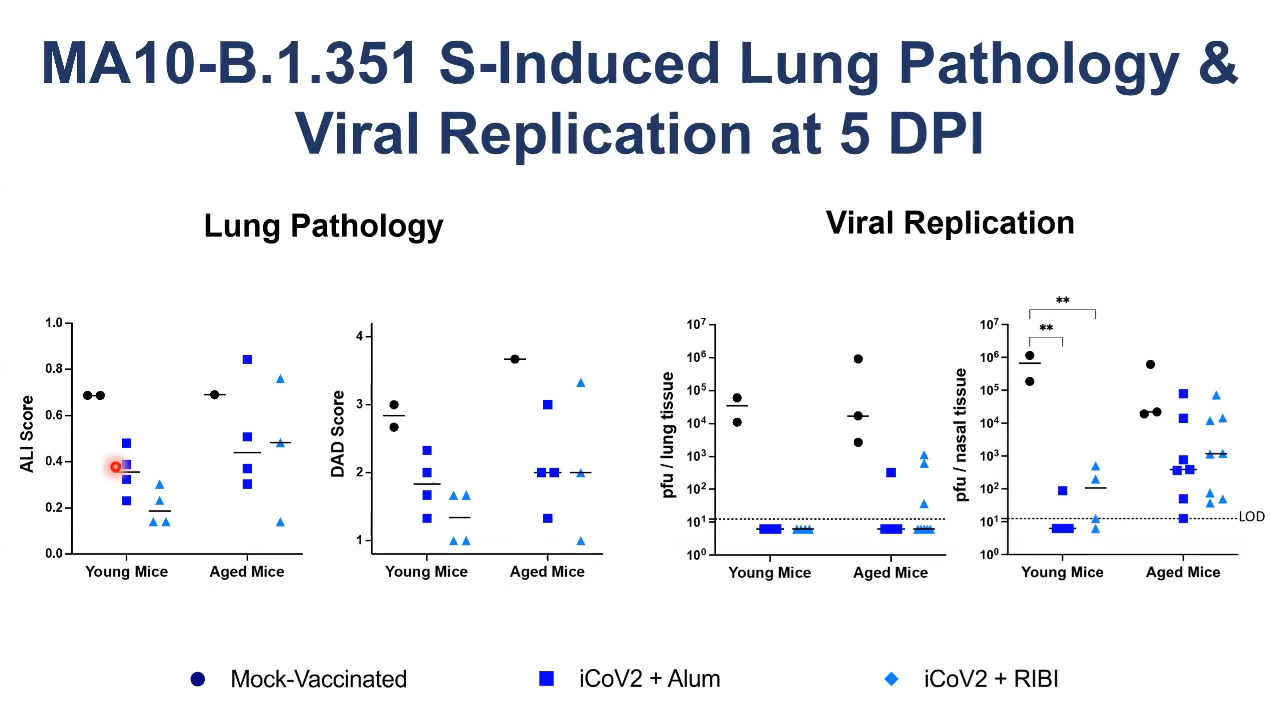 MA10-B.1.351 S-Induced Lung Pathology &
Viral Replication at 5 DPI
Lung Pathology
Viral Replication
ALI Score
1.0
0.8
0.6
0.4
0.2
0.0
Young Mice
Aged Mice
DAD Score
4
3
2
1
Young Mice
Aged Mice
pfu / lung tissue
10⁷
10⁶
10⁵
10⁴
10³
10²
10¹
10⁰
Young Mice
Aged Mice
pfu / nasal tissue
10⁷
10⁶
10⁵
10⁴
10³
10²
10¹
10⁰
**
**
LOD
Young Mice
Aged Mice
Mock-Vaccinated
iCoV2 + Alum
iCoV2 + RIBI